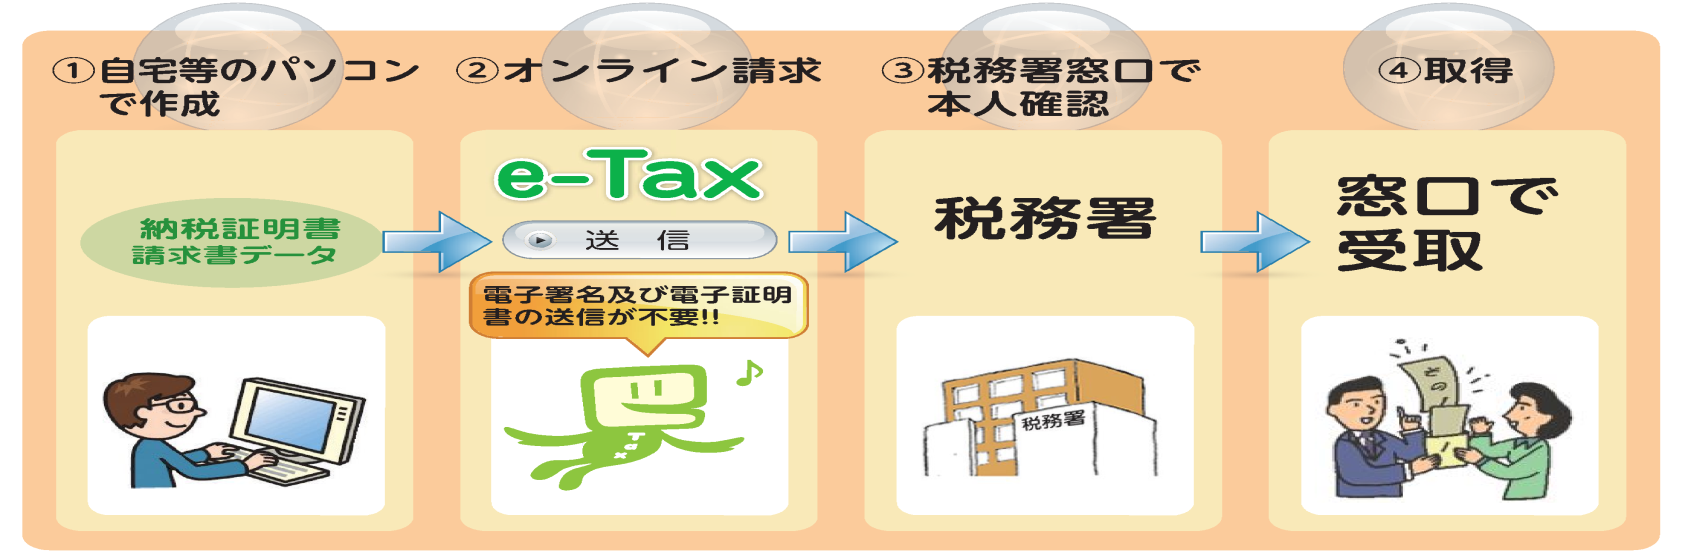 ①自宅等のパソコン
で作成
②オンライン請求
③税務署窓口で
本人確認
④取得
納税証明書
請求書データ
e-Tax
送　信
電子署名及び電子証明
書の送信が不要!!
税務署
窓口で
受取
Tax
税務署